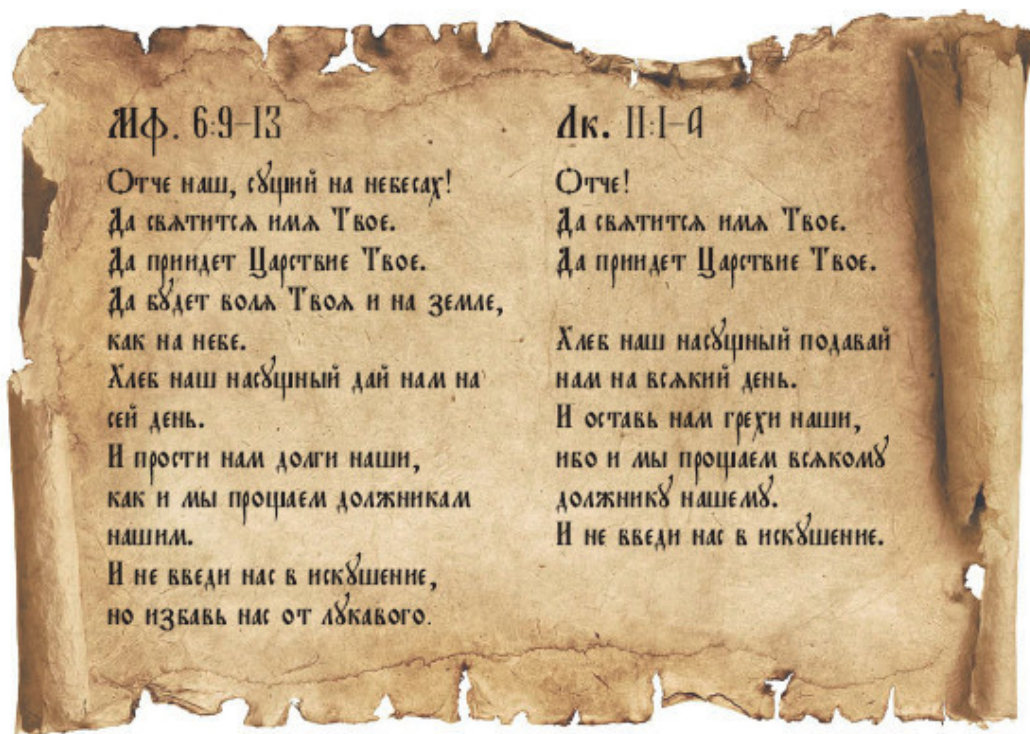 Мф. 6:9–13
Отче наш, сущий на небесах!
Да святится имя Твое.
Да приидет Царствие Твое.
Да будет воля Твоя и на земле,
как на небе.
Хлеб наш насущный дай нам на
сей день.
И прости нам долги наши,
как и мы прощаем должникам
нашим.
И не введи нас в искушение,
но избавь нас от лукавого.
Лк. 11:1–4
Отче!
Да святится имя Твое.
Да приидет Царствие Твое.
Хлеб наш насущный подавай
нам на всякий день.
И оставь нам грехи наши,
ибо и мы прощаем всякому
должнику нашему.
И не введи нас в искушение.